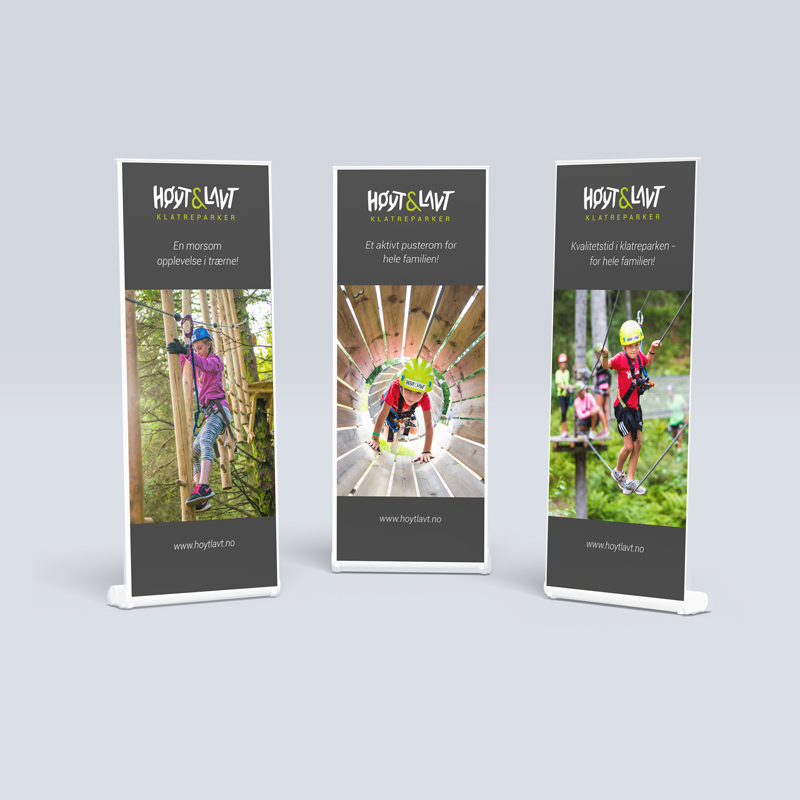 HØYT&LAVT
KLATREPARKER
En morsom
opplevelse i trærne!
www.hoytlavt.no
HØYT&LAVT
KLATREPARKER
Et aktivt pusterom for
hele familien!
HØYT&LAVT
www.hoytlavt.no
HØYT&LAVT
KLATREPARKER
Kvalitetstid i klatreparken -
for hele familien!
www.hoytlavt.no